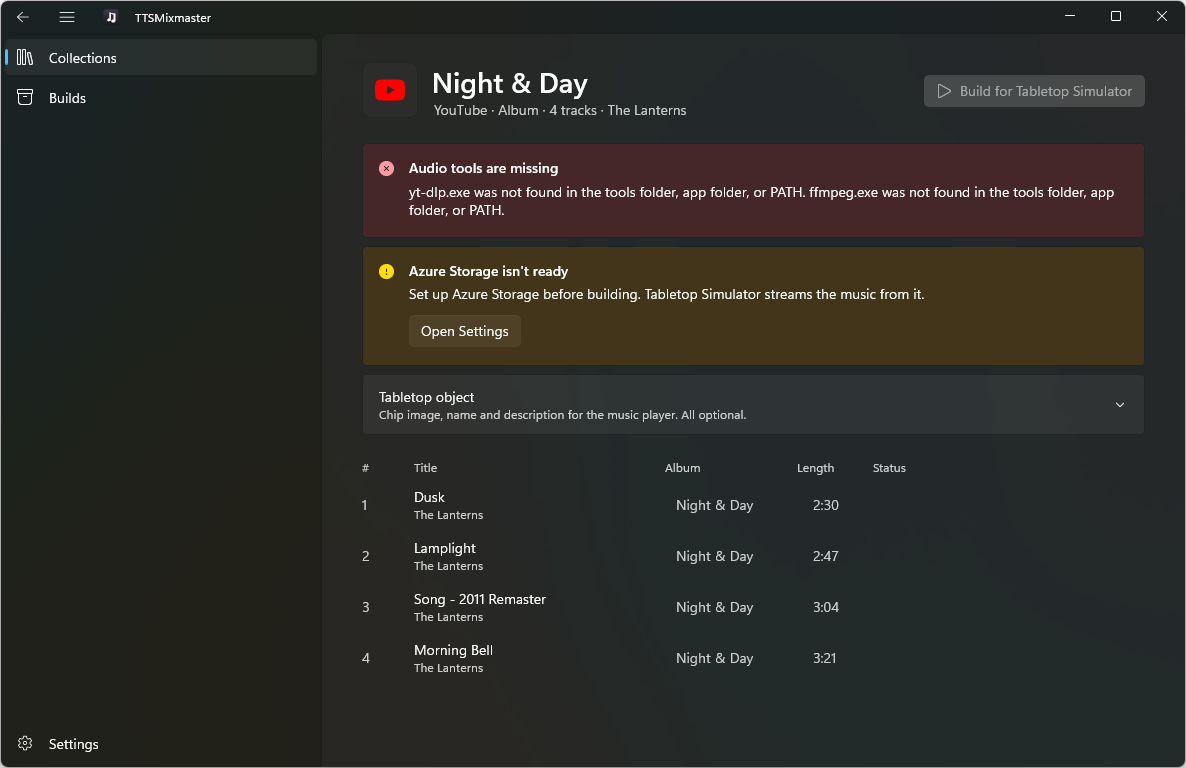 TTSMixmaster
Collections
Builds
Night & Day
YouTube · Album · 4 tracks · The Lanterns
Build for Tabletop Simulator
Audio tools are missing
yt-dlp.exe was not found in the tools folder, app folder, or PATH. ffmpeg.exe was not found in the tools folder, app
folder, or PATH.
Azure Storage isn't ready
Set up Azure Storage before building. Tabletop Simulator streams the music from it.
Open Settings
Tabletop object
Chip image, name and description for the music player. All optional.
# Title Album Length Status
1 Dusk Night & Day 2:30
The Lanterns
2 Lamplight Night & Day 2:47
The Lanterns
3 Song - 2011 Remaster Night & Day 3:04
The Lanterns
4 Morning Bell Night & Day 3:21
The Lanterns
Settings